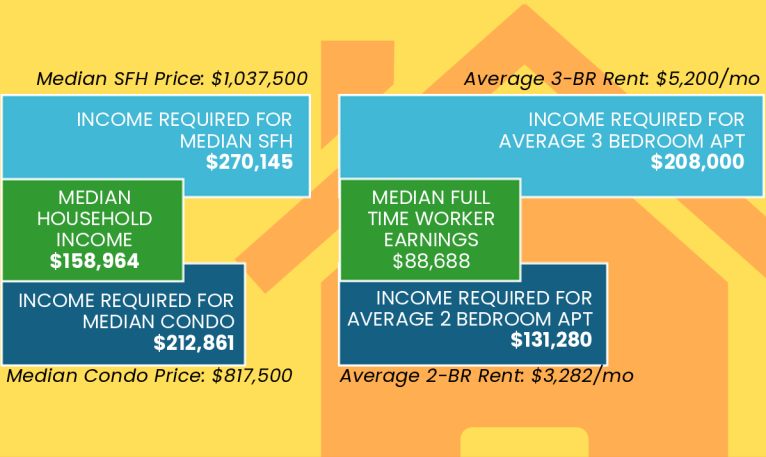 Median SFH Price: $1,037,500
INCOME REQUIRED FOR
MEDIAN SFH
$270,145
MEDIAN
HOUSEHOLD
INCOME
$158,964
INCOME REQUIRED FOR
MEDIAN CONDO
$212,861
Median Condo Price: $817,500
Average 3-BR Rent: $5,200/mo
INCOME REQUIRED FOR
AVERAGE 3 BEDROOM APT
$208,000
MEDIAN FULL
TIME WORKER
EARNINGS
$88,688
INCOME REQUIRED FOR
AVERAGE 2 BEDROOM APT
$131,280
Average 2-BR Rent: $3,282/mo